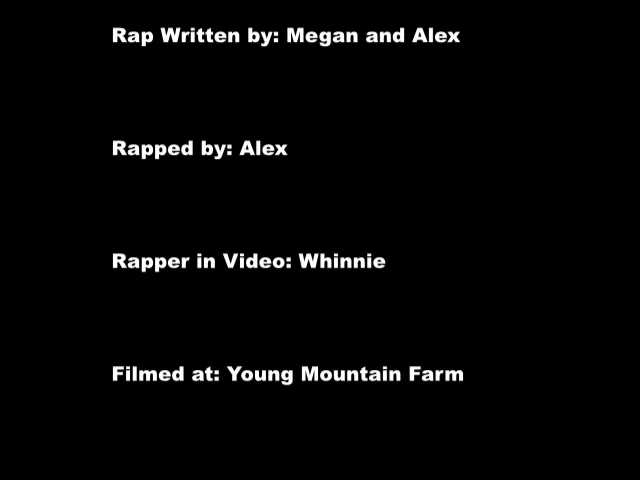 Rap Written by: Megan and Alex
Rapped by: Alex
Rapper in Video: Whinnie
Filmed at: Young Mountain Farm